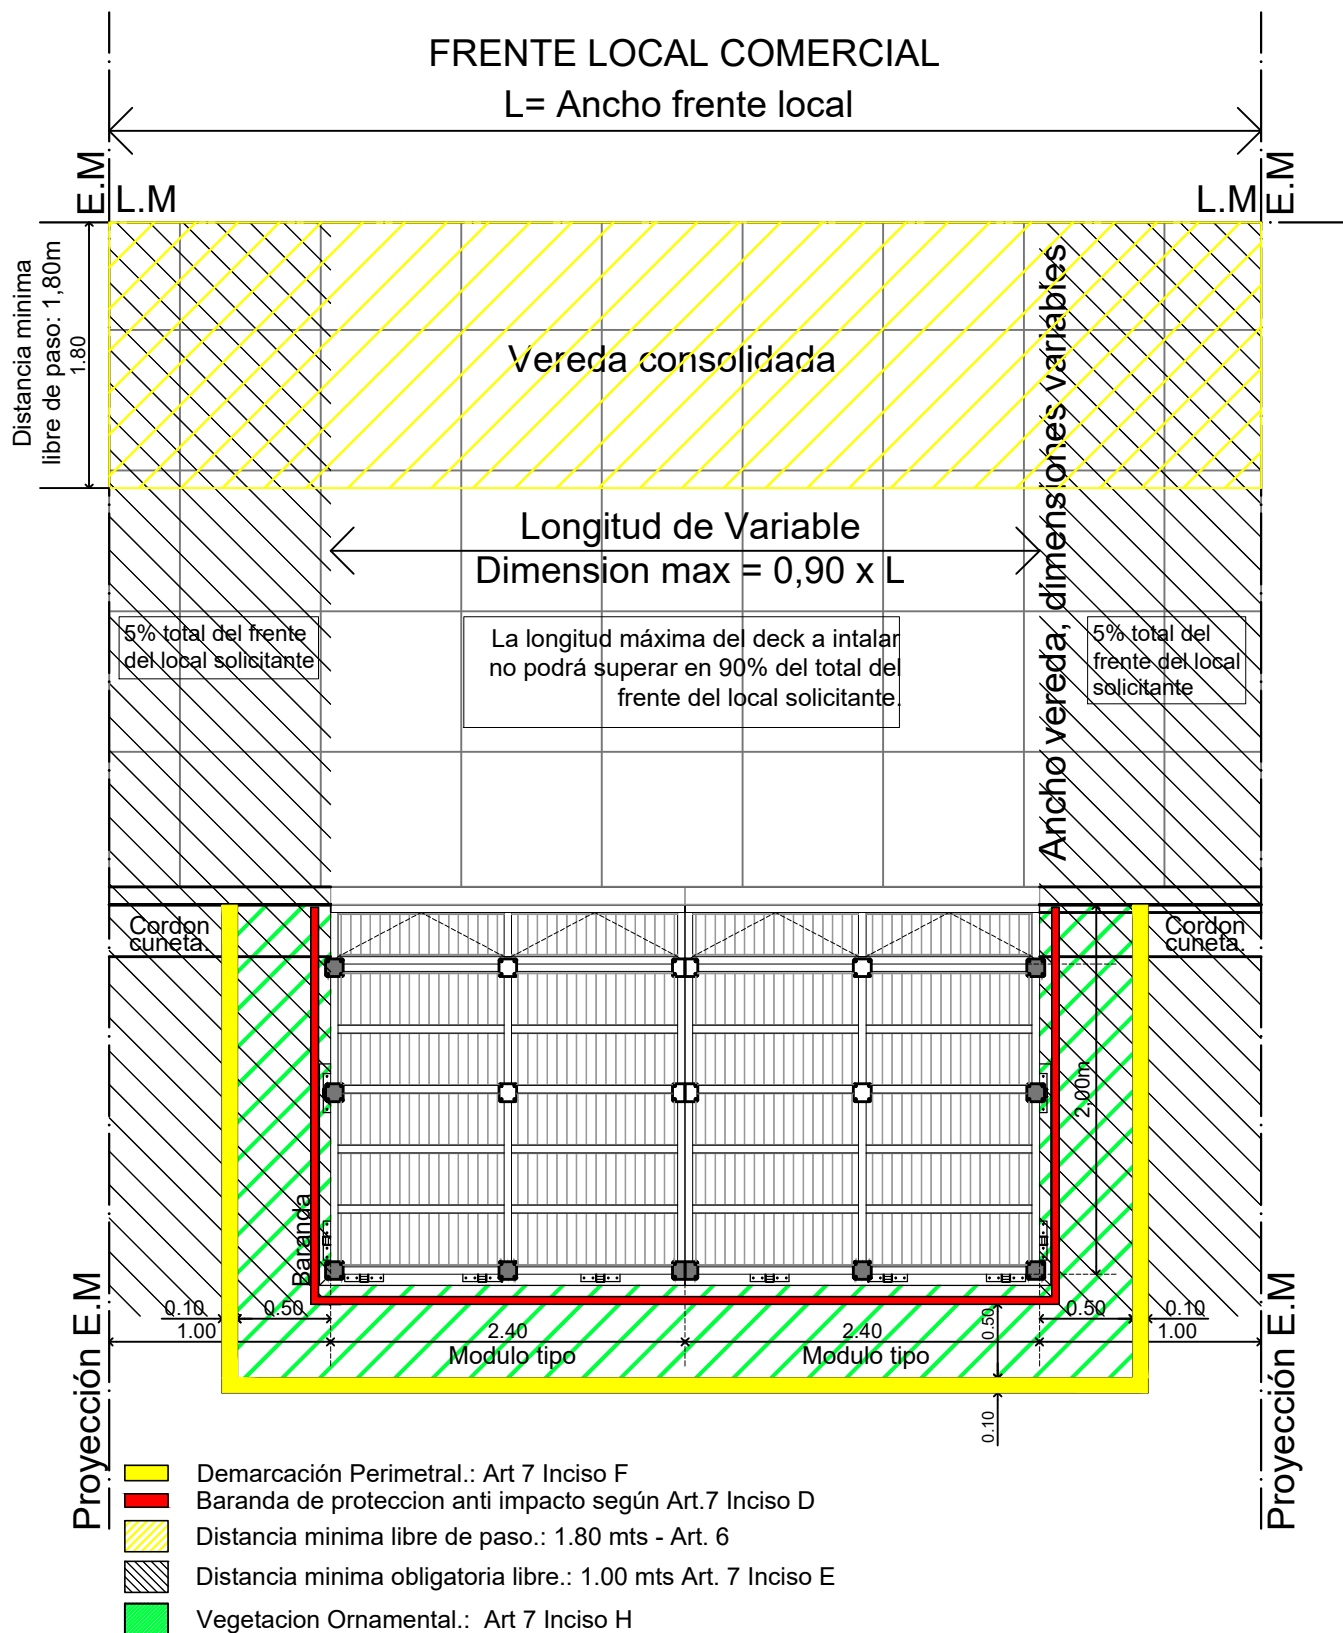 FRENTE LOCAL COMERCIAL
L= Ancho frente local
E.M
L.M
L.M
E.M
Distancia minima
libre de paso: 1,80m
1.80
Vereda consolidada
Ancho vereda, dimensiones variables
Longitud de Variable
Dimension max = 0,90 x L
5% total del frente
del local solicitante
La longitud máxima del deck a intalar
no podrá superar en 90% del total del
frente del local solicitante.
5% total del
frente del local
solicitante
Cordon
cuneta.
Cordon
cuneta.
2,00m
Baranda
0.10
0.50
0.50
0.50
0.10
1.00
2.40
2.40
1.00
Modulo tipo
Modulo tipo
0.10
Proyección E.M
Proyección E.M
Demarcación Perimetral.: Art 7 Inciso F
Baranda de proteccion anti impacto según Art.7 Inciso D
Distancia minima libre de paso.: 1.80 mts - Art. 6
Distancia minima obligatoria libre.: 1.00 mts Art. 7 Inciso E
Vegetacion Ornamental.: Art 7 Inciso H